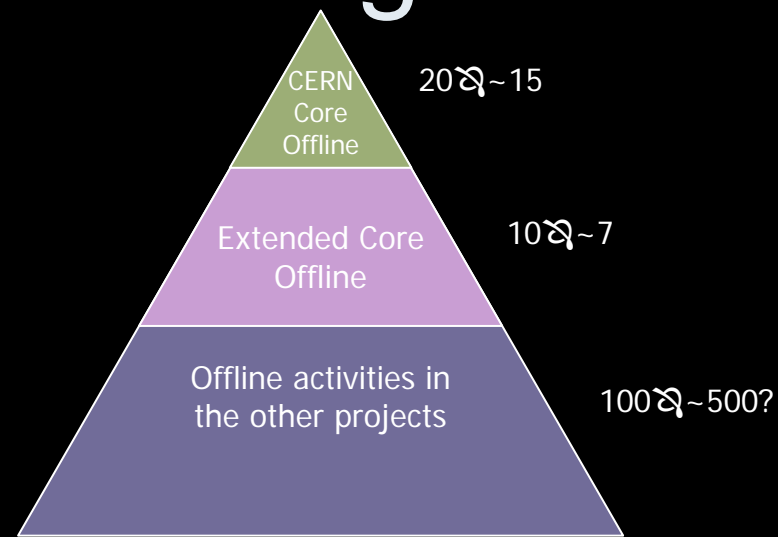 CERN
Core
Offline
20🙰~15
Extended Core
Offline
10🙰~7
Offline activities in
the other projects
100🙰~500?